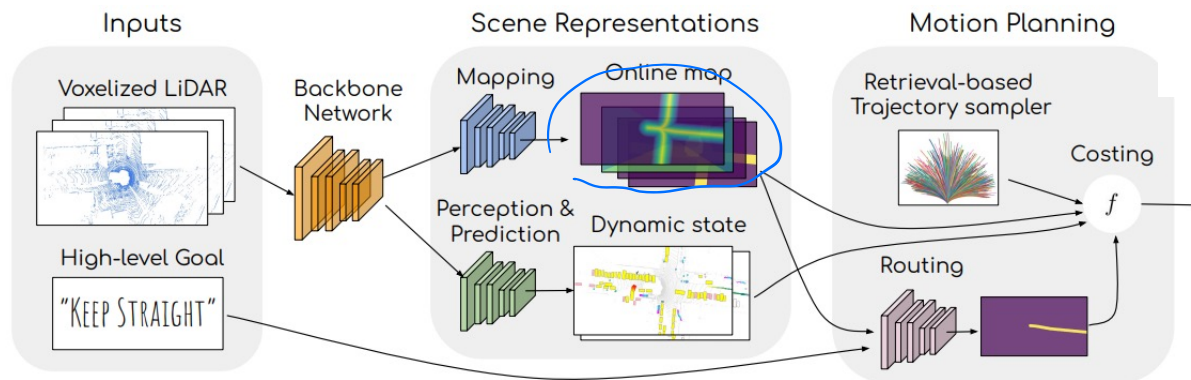 Inputs
Scene Representations
Motion Planning
Voxelized LiDAR
Backbone
Network
Mapping
Online map
Retrieval-based
Trajectory sampler
Costing
f
High-level Goal
"KEEP STRAIGHT"
Perception &
Prediction
Dynamic state
Routing